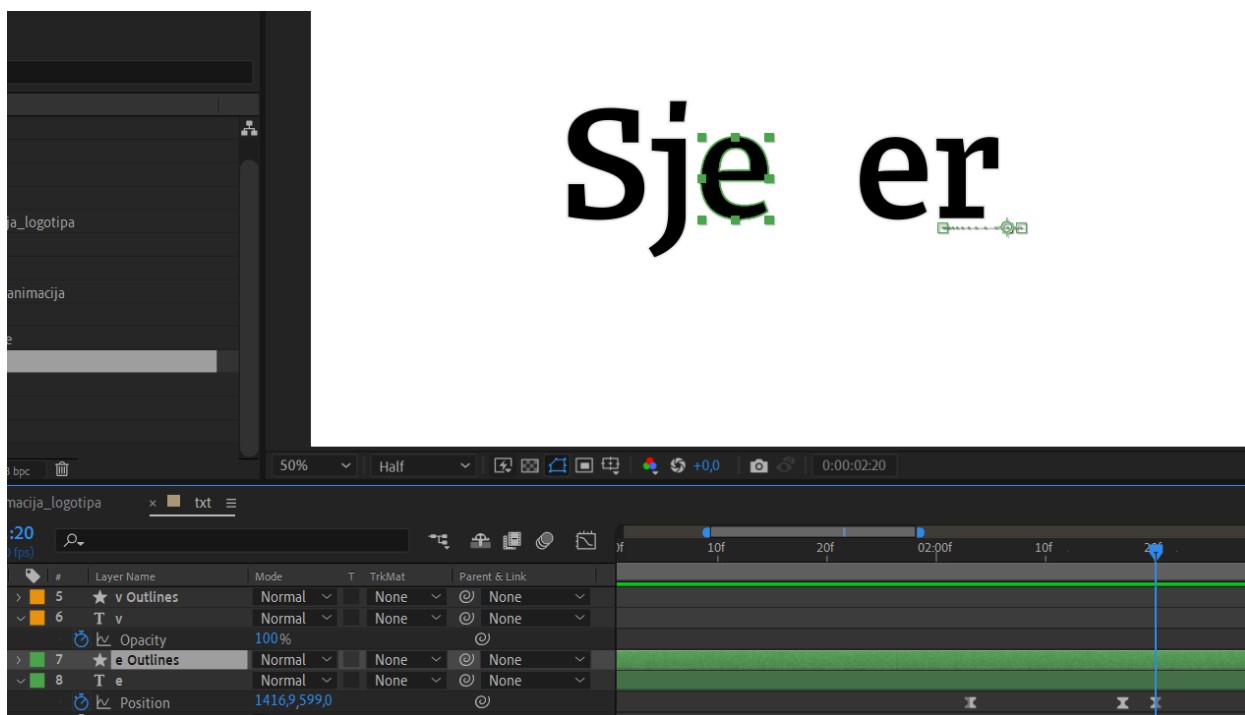 Sje er
ja_logotipa
animacija
e
3 bpc
50%
Half
+0,0
0:00:02:20
macija_logotipa × txt
:20
fps)
# Layer Name Mode T TrkMat Parent & Link
10f 20f 02:00f 10f 20f
5 v Outlines Normal None None
6 T v Normal None None
Opacity 100%
7 e Outlines Normal None None
8 T e Normal None None
Position 1416,9,599,0